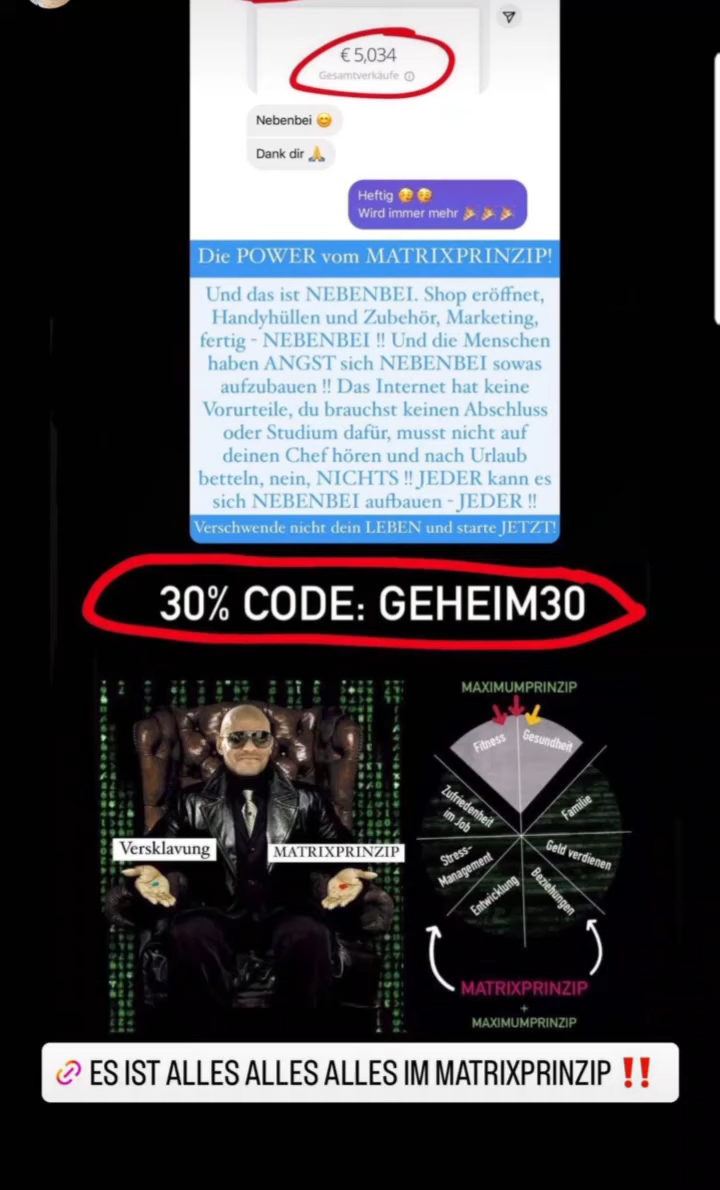 € 5,034
Gesamtverkäufe
Nebenbei 😊
Dank dir 🙏
Heftig 🥵🥵
Wird immer mehr 🎉🎉🎉
Die POWER vom MATRIXPRINZIP!
Und das ist NEBENBEI. Shop eröffnet,
Handyhüllen und Zubehör, Marketing,
fertig - NEBENBEI !! Und die Menschen
haben ANGST sich NEBENBEI sowas
aufzubauen !! Das Internet hat keine
Vorurteile, du brauchst keinen Abschluss
oder Studium dafür, musst nicht auf
deinen Chef hören und nach Urlaub
betteln, nein, NICHTS !! JEDER kann es
sich NEBENBEI aufbauen - JEDER !!
Verschwende nicht dein LEBEN und starte JETZT!
30% CODE: GEHEIM30
Versklavung
MATRIXPRINZIP
MAXIMUMPRINZIP
Fitness
Gesundheit
Zufriedenheit
im Job
Familie
Stress-
Management
Geld verdienen
Entwicklung
Beziehungen
MATRIXPRINZIP
+
MAXIMUMPRINZIP
ES IST ALLES ALLES ALLES IM MATRIXPRINZIP ‼️